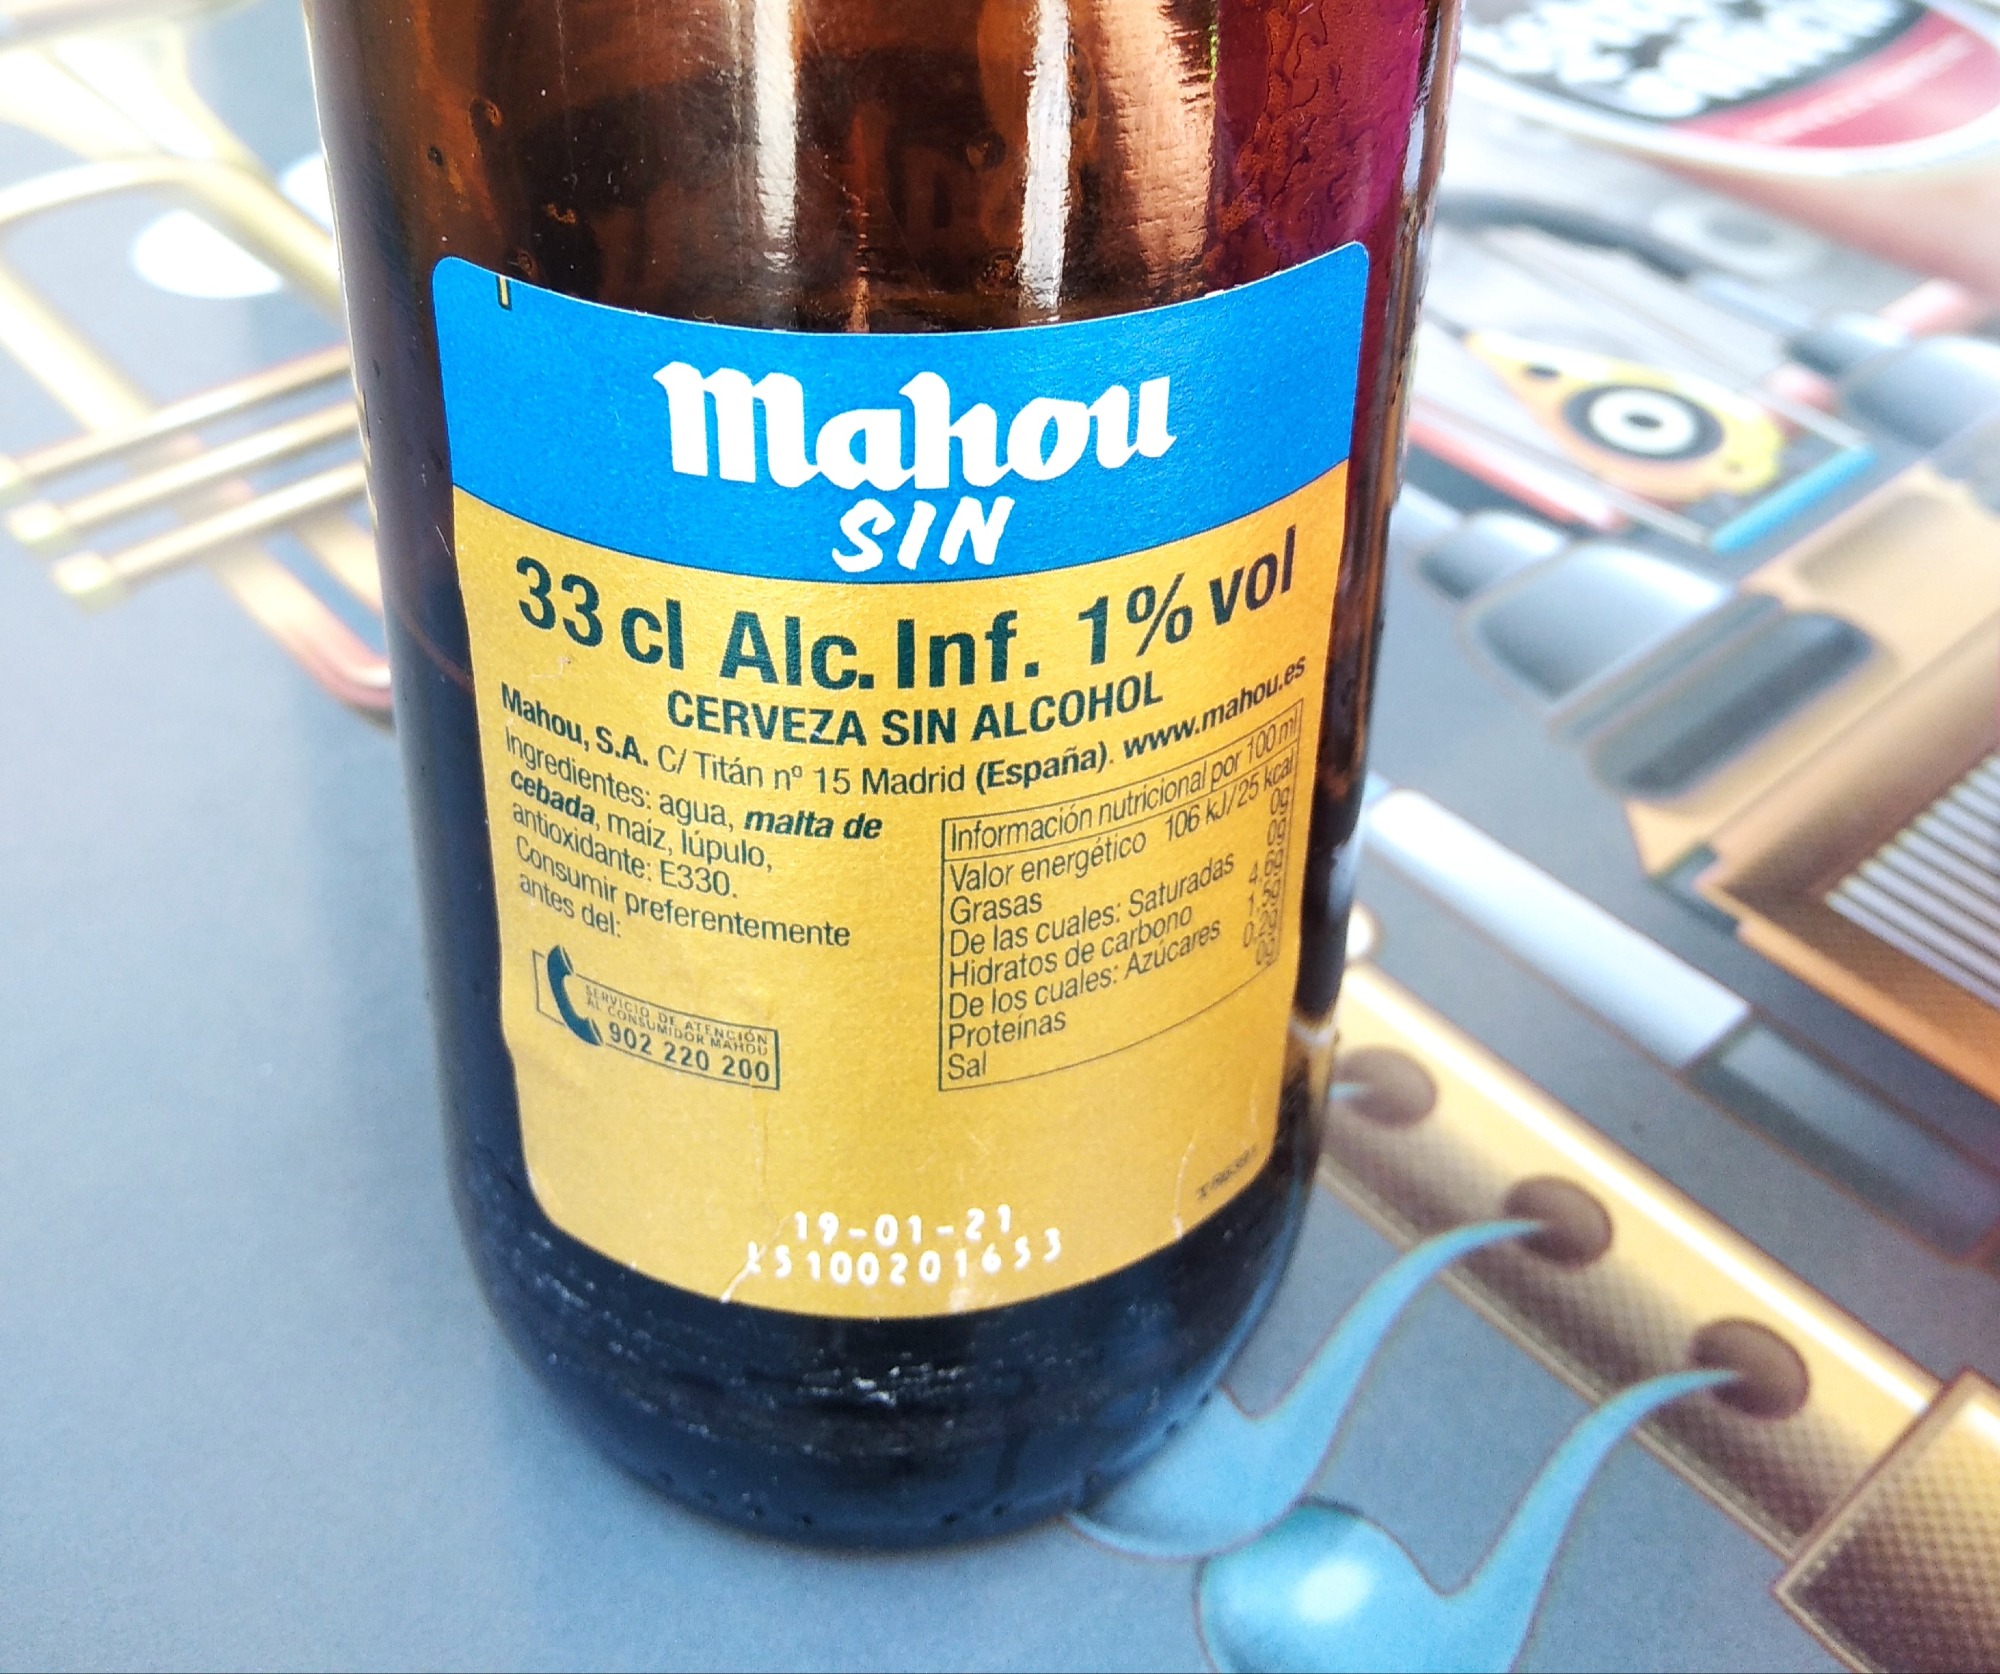 Mahou
SIN
33 cl Alc. Inf. 1% vol
CERVEZA SIN ALCOHOL
Mahou, S.A. C/ Titán nº 15 Madrid (España). www.mahou.es
Ingredientes: agua, malta de
cebada, maíz, lúpulo,
antioxidante: E330.
Consumir preferentemente
antes del:
SERVICIO DE ATENCIÓN
AL CONSUMIDOR MAHOU
902 220 200
Información nutricional por 100 ml
Valor energético 106 kJ/25 kcal
Grasas 0g
De las cuales: Saturadas 0g
Hidratos de carbono 4.6g
De los cuales: Azúcares
Proteínas 0.2g
Sal 0g
19-01-21